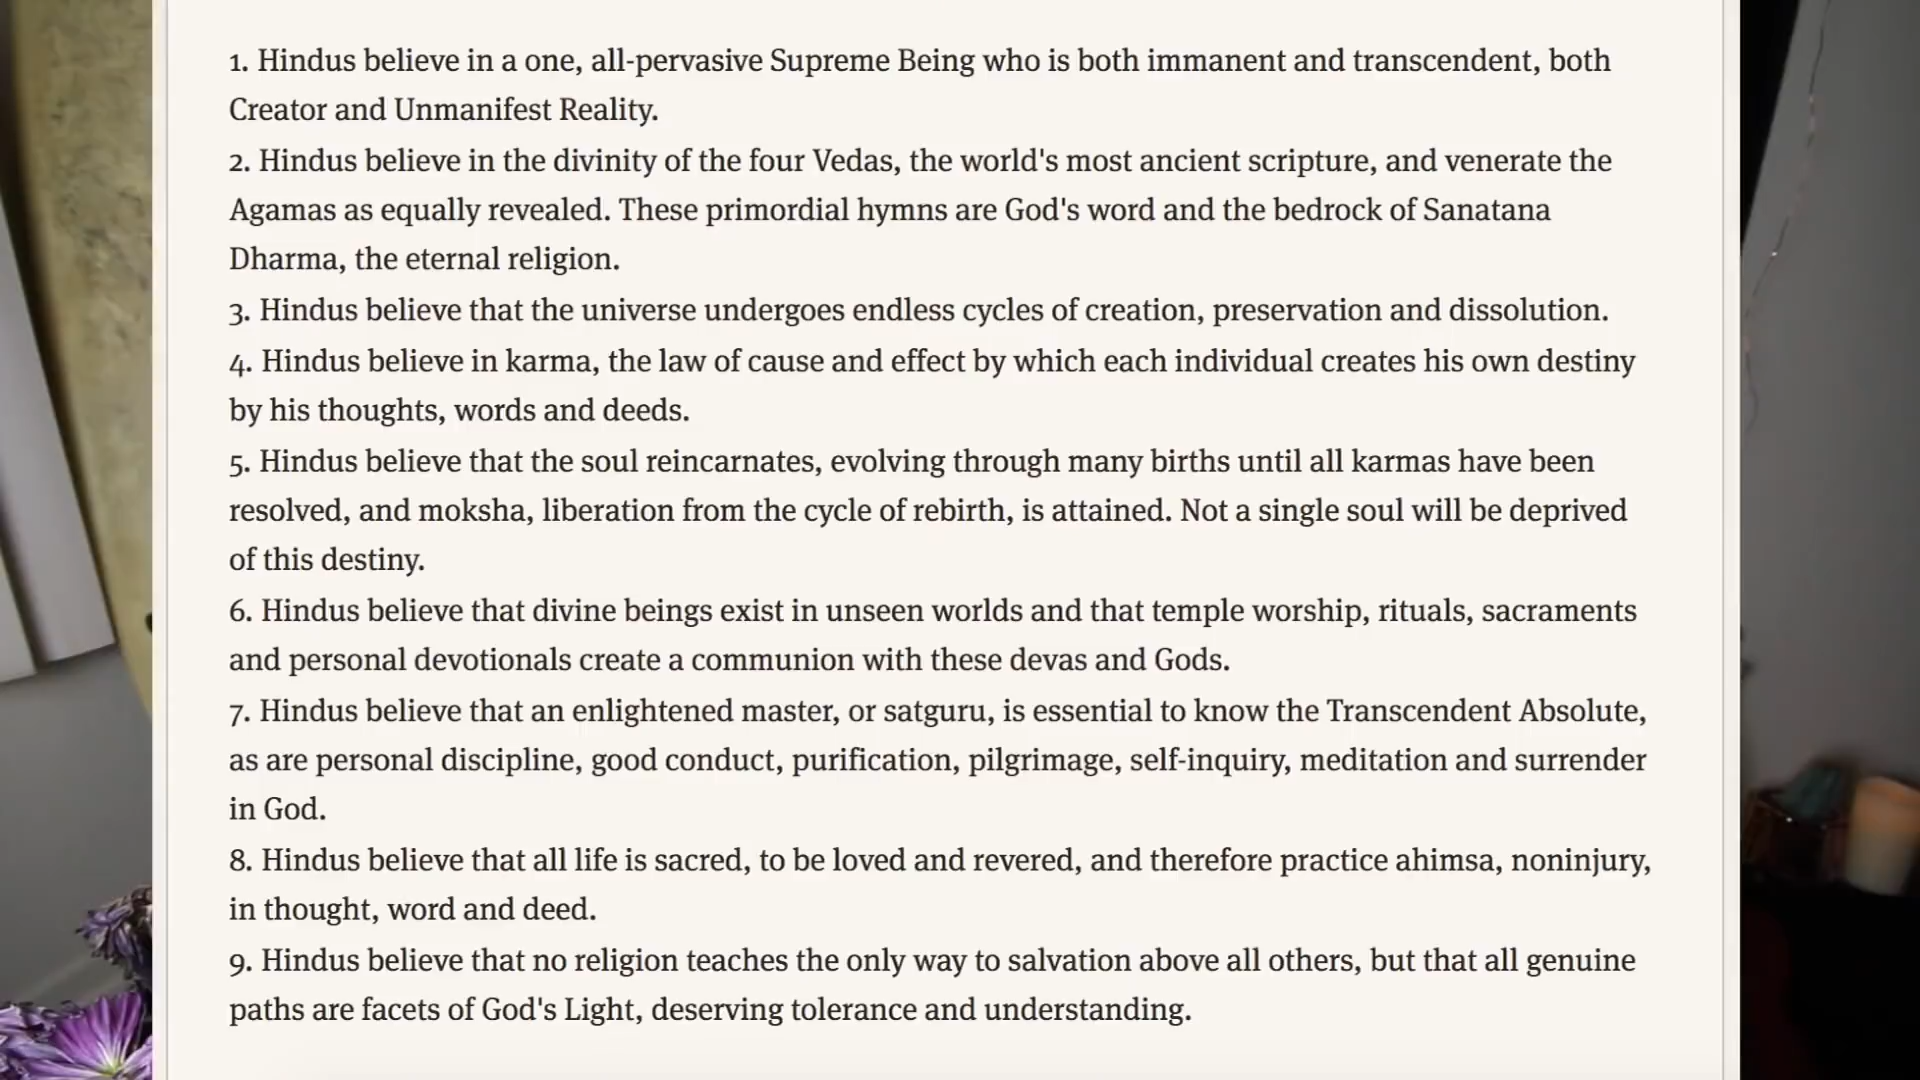 1. Hindus believe in a one, all-pervasive Supreme Being who is both immanent and transcendent, both
Creator and Unmanifest Reality.
2. Hindus believe in the divinity of the four Vedas, the world's most ancient scripture, and venerate the
Agamas as equally revealed. These primordial hymns are God's word and the bedrock of Sanatana
Dharma, the eternal religion.
3. Hindus believe that the universe undergoes endless cycles of creation, preservation and dissolution.
4. Hindus believe in karma, the law of cause and effect by which each individual creates his own destiny
by his thoughts, words and deeds.
5. Hindus believe that the soul reincarnates, evolving through many births until all karmas have been
resolved, and moksha, liberation from the cycle of rebirth, is attained. Not a single soul will be deprived
of this destiny.
6. Hindus believe that divine beings exist in unseen worlds and that temple worship, rituals, sacraments
and personal devotionals create a communion with these devas and Gods.
7. Hindus believe that an enlightened master, or satguru, is essential to know the Transcendent Absolute,
as are personal discipline, good conduct, purification, pilgrimage, self-inquiry, meditation and surrender
in God.
8. Hindus believe that all life is sacred, to be loved and revered, and therefore practice ahimsa, noninjury,
in thought, word and deed.
9. Hindus believe that no religion teaches the only way to salvation above all others, but that all genuine
paths are facets of God's Light, deserving tolerance and understanding.